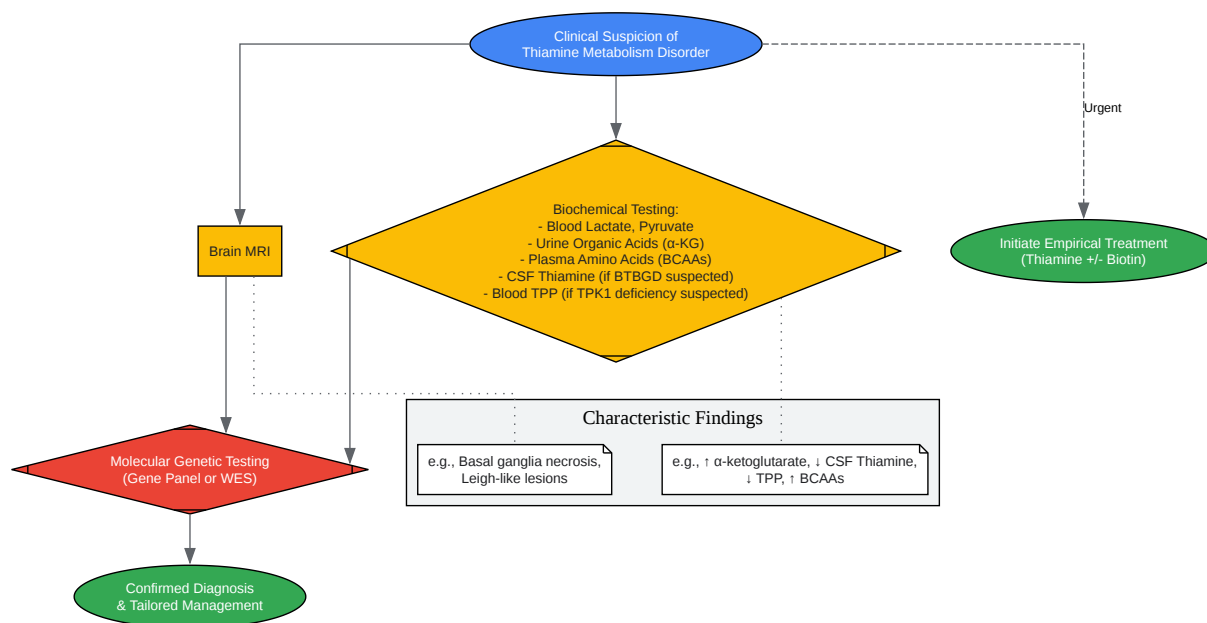 Clinical Suspicion of
Thiamine Metabolism Disorder
Urgent
Brain MRI
Biochemical Testing:
- Blood Lactate, Pyruvate
- Urine Organic Acids (α-KG)
- Plasma Amino Acids (BCAAs)
- CSF Thiamine (if BTBGD suspected)
- Blood TPP (if TPK1 deficiency suspected)
Initiate Empirical Treatment
(Thiamine +/- Biotin)
Characteristic Findings
e.g., Basal ganglia necrosis,
Leigh-like lesions
e.g., ↑ α-ketoglutarate, ↓ CSF Thiamine,
↓ TPP, ↑ BCAAs
Molecular Genetic Testing
(Gene Panel or WES)
Confirmed Diagnosis
& Tailored Management